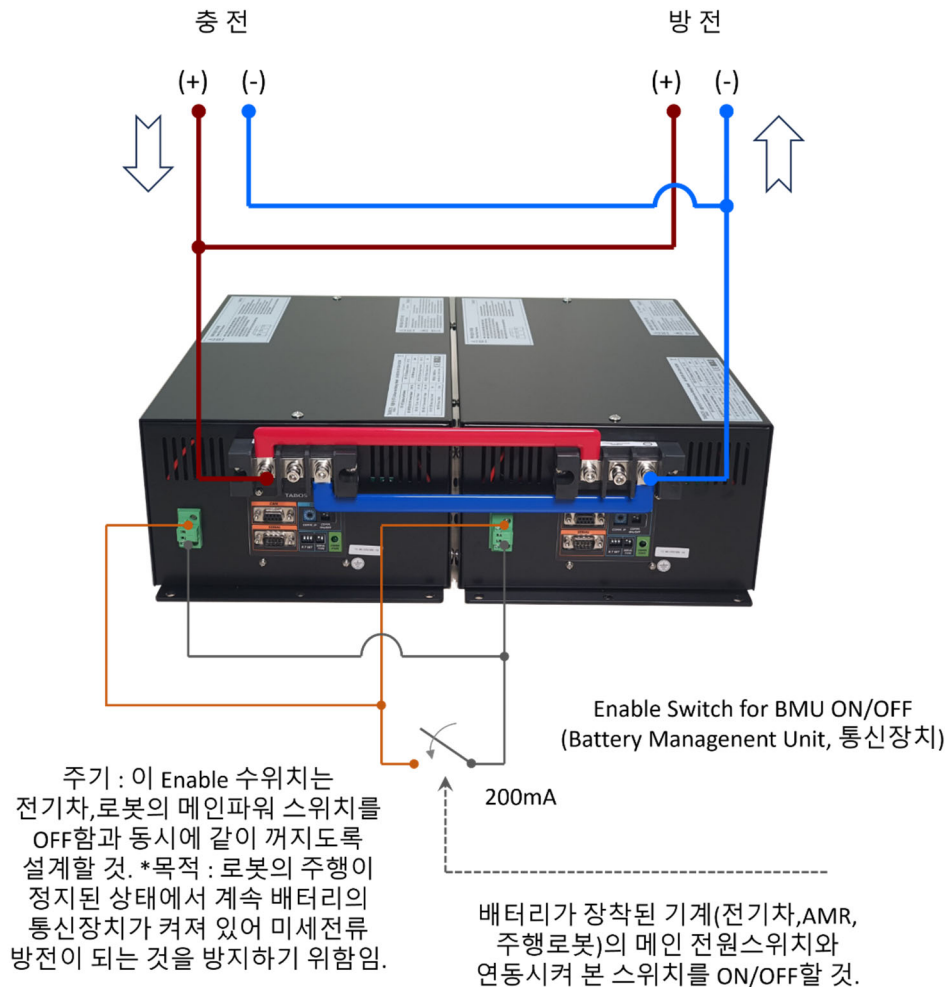 충 전
방 전
(+)
(-)
(+)
(-)
TABOS
Enable Switch for BMU ON/OFF
(Battery Managenent Unit, 통신장치)
200mA
주기 : 이 Enable 수위치는
전기차,로봇의 메인파워 스위치를
OFF함과 동시에 같이 꺼지도록
설계할 것. *목적 : 로봇의 주행이
정지된 상태에서 계속 배터리의
통신장치가 켜져 있어 미세전류
방전이 되는 것을 방지하기 위함임.
배터리가 장착된 기계(전기차,AMR,
주행로봇)의 메인 전원스위치와
연동시켜 본 스위치를 ON/OFF할 것.